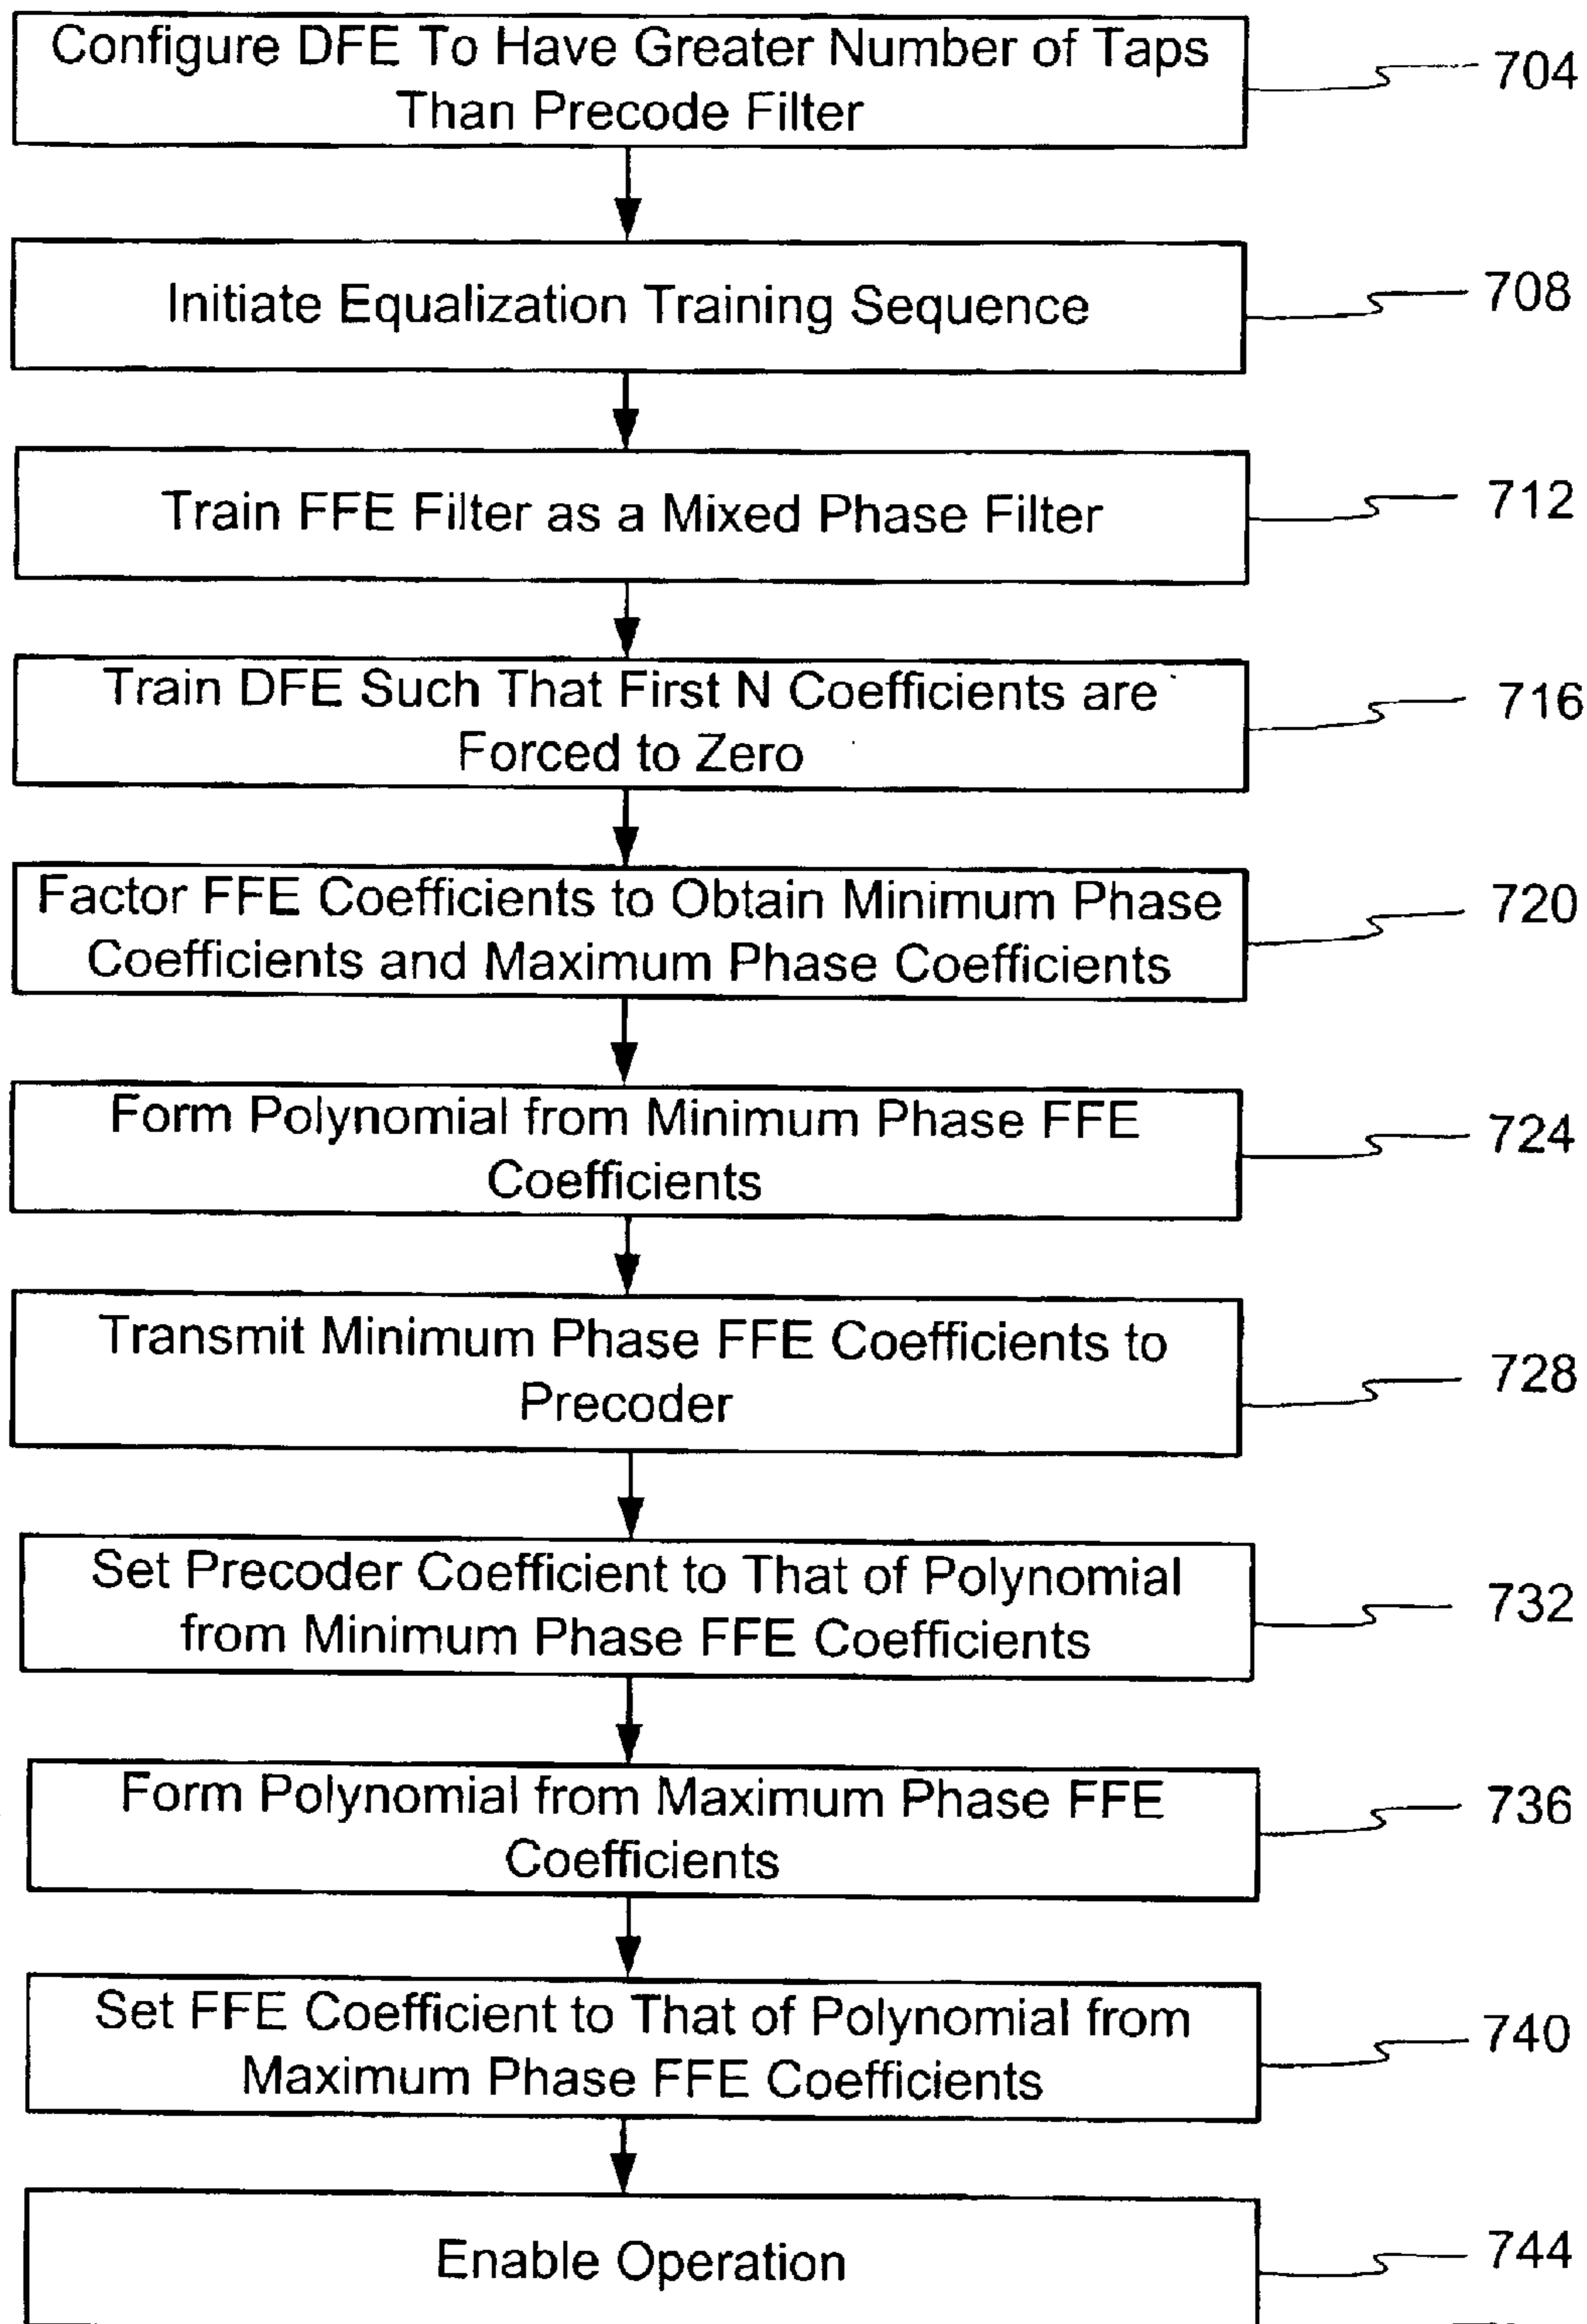 Configure DFE To Have Greater Number of Taps
Than Precode Filter
704
Initiate Equalization Training Sequence
708
Train FFE Filter as a Mixed Phase Filter
712
Train DFE Such That First N Coefficients are
Forced to Zero
716
Factor FFE Coefficients to Obtain Minimum Phase
Coefficients and Maximum Phase Coefficients
720
Form Polynomial from Minimum Phase FFE
Coefficients
724
Transmit Minimum Phase FFE Coefficients to
Precoder
728
Set Precoder Coefficient to That of Polynomial
from Minimum Phase FFE Coefficients
732
Form Polynomial from Maximum Phase FFE
Coefficients
736
Set FFE Coefficient to That of Polynomial from
Maximum Phase FFE Coefficients
740
Enable Operation
744